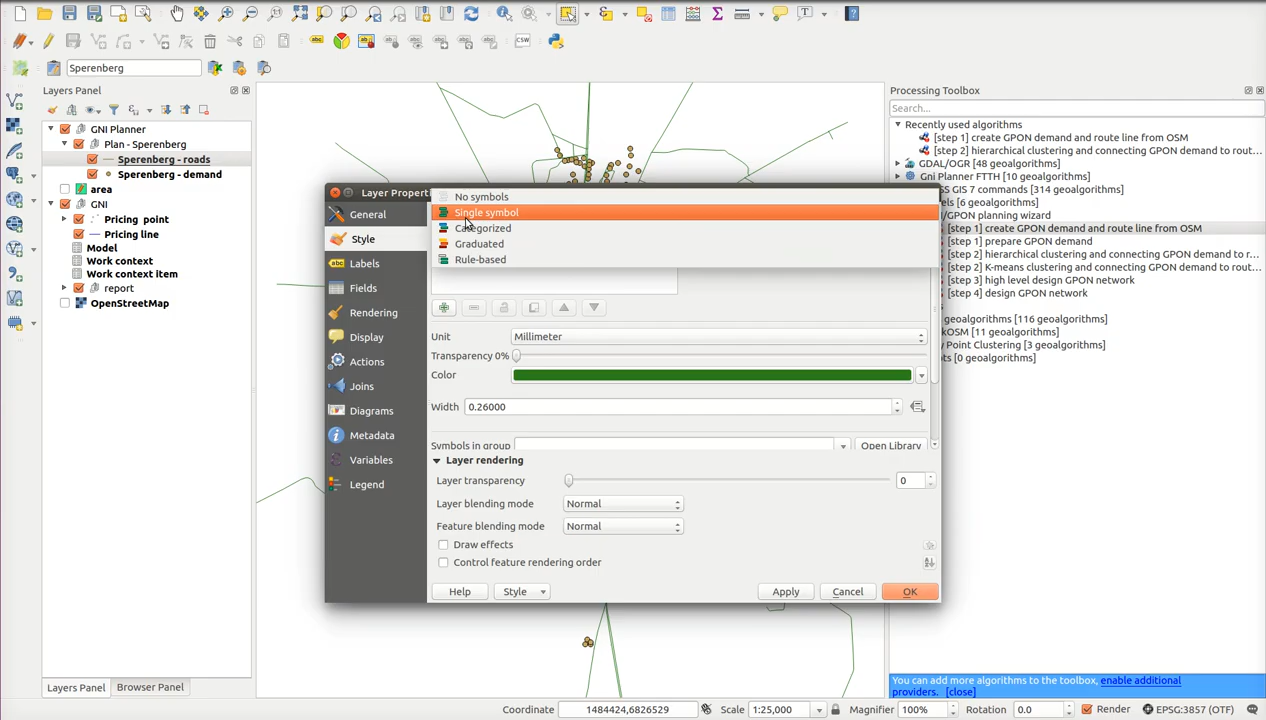 Sperenberg
Layers Panel
GNI Planner
Plan - Sperenberg
Sperenberg - roads
Sperenberg - demand
area
GNI
Pricing point
Pricing line
Model
Work context
Work context item
report
OpenStreetMap
Layers Panel
Browser Panel
Layer Properti
General
Style
Labels
Fields
Rendering
Display
Actions
Joins
Diagrams
Metadata
Variables
Legend
No symbols
Single symbol
Categorized
Graduated
Rule-based
Unit
Millimeter
Transparency 0%
Color
Width
0.26000
Symbols in group
Open Library
Layer rendering
Layer transparency
0
Layer blending mode
Normal
Feature blending mode
Normal
Draw effects
Control feature rendering order
Help
Style
Apply
Cancel
OK
Processing Toolbox
Search...
Recently used algorithms
[step 1] create GPON demand and route line from OSM
[step 2] hierarchical clustering and connecting GPON demand to rout...
GDAL/OGR [48 geoalgorithms]
Gni Planner FTTH [1 geoalgorithms]
SS GIS 7 commands [314 geoalgorithms]
els [6 geoalgorithms]
I/GPON planning wizard
[step 1] create GPON demand and route line from OSM
[step 1] prepare GPON demand
[step 2] hierarchical clustering and connecting GPON demand to r...
[step 2] K-means clustering and connecting GPON demand to rout...
[step 3] high level design GPON network
[step 4] design GPON network
s
geoalgorithms [116 geoalgorithms]
kOSM [11 geoalgorithms]
y Point Clustering [3 geoalgorithms]
ts [0 geoalgorithms]
You can add more algorithms to the toolbox, enable additional
providers. [close]
Coordinate
1484424,6826529
Scale
1:25,000
Magnifier
100%
Rotation
0.0
Render
EPSG:3857 (OTF)